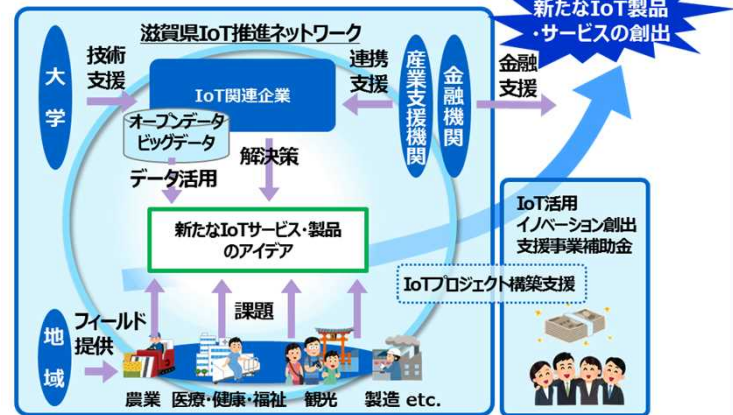 新たなIoT製品
・サービスの創出
滋賀県IoT推進ネットワーク
大学
技術
支援
IoT関連企業
連携
支援
産業支援機関
金融機関
金融
支援
オープンデータ
ビッグデータ
データ活用
解決策
新たなIoTサービス・製品
のアイデア
IoT活用
イノベーション創出
支援事業補助金
IoTプロジェクト構築支援
地域
フィールド
提供
課題
農業 医療・健康・福祉 観光 製造 etc.